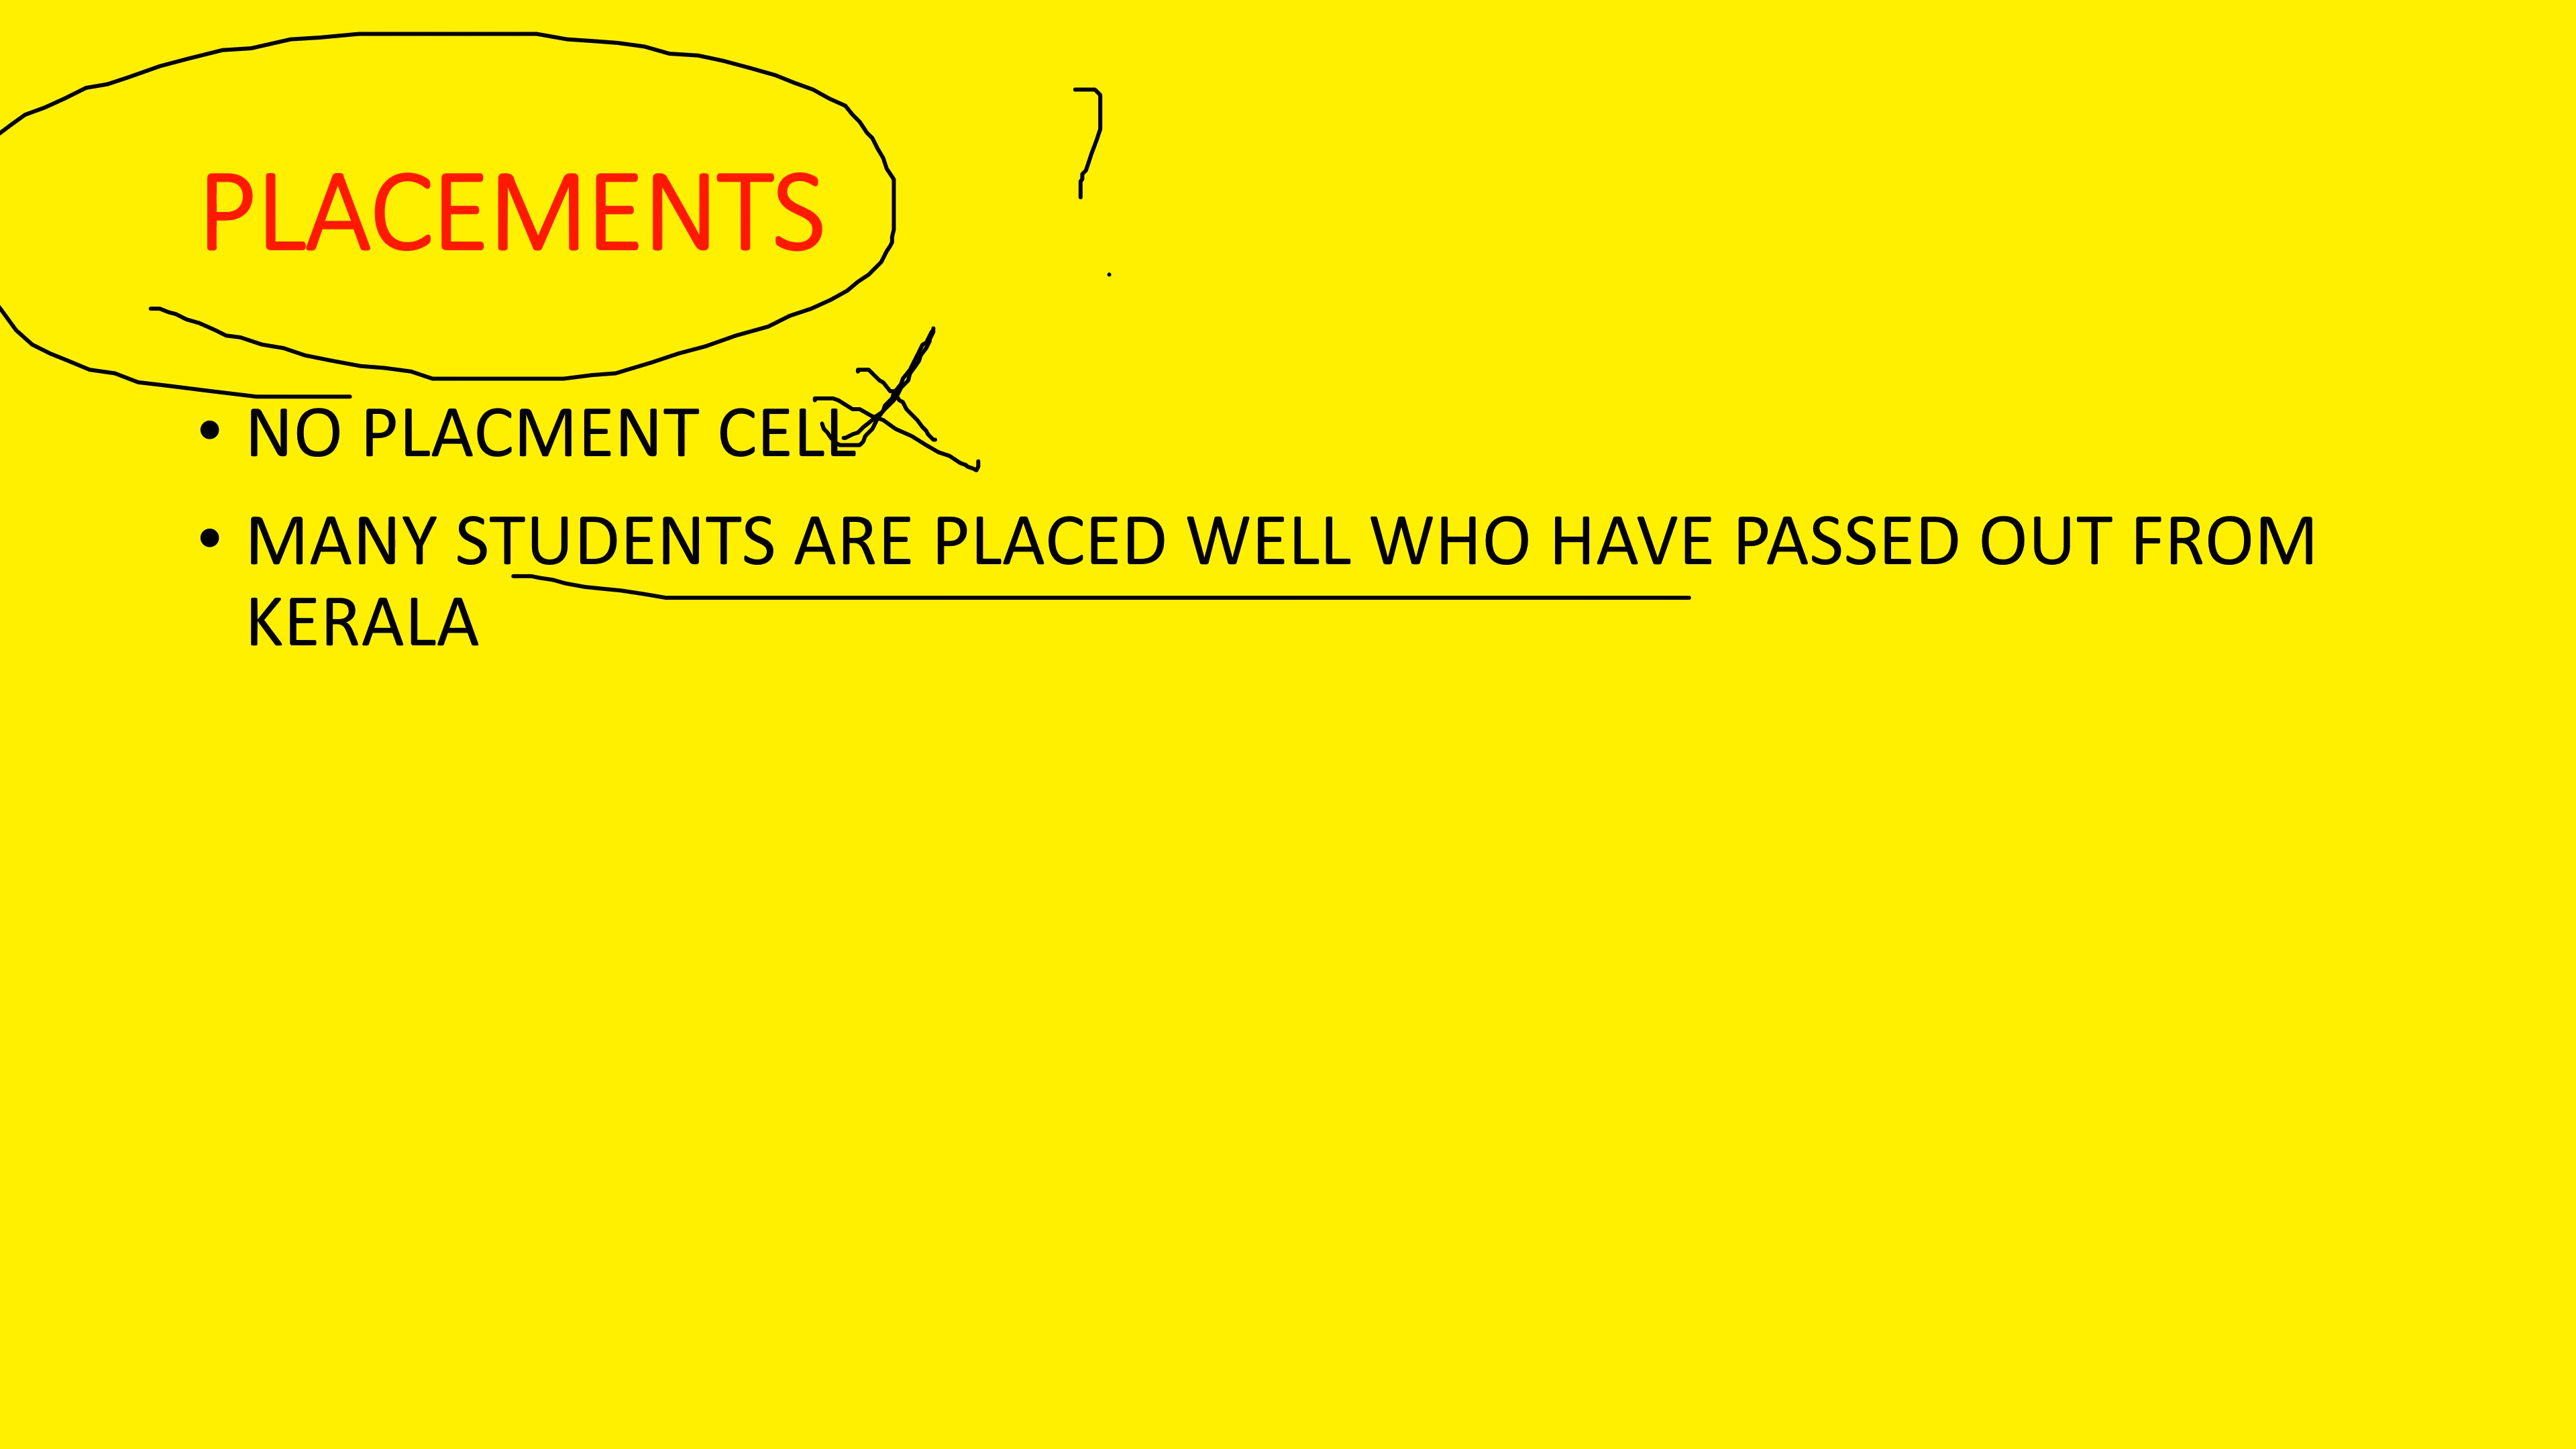 PLACEMENTS
?
• NO PLACMENT CELL
• MANY STUDENTS ARE PLACED WELL WHO HAVE PASSED OUT FROM
KERALA